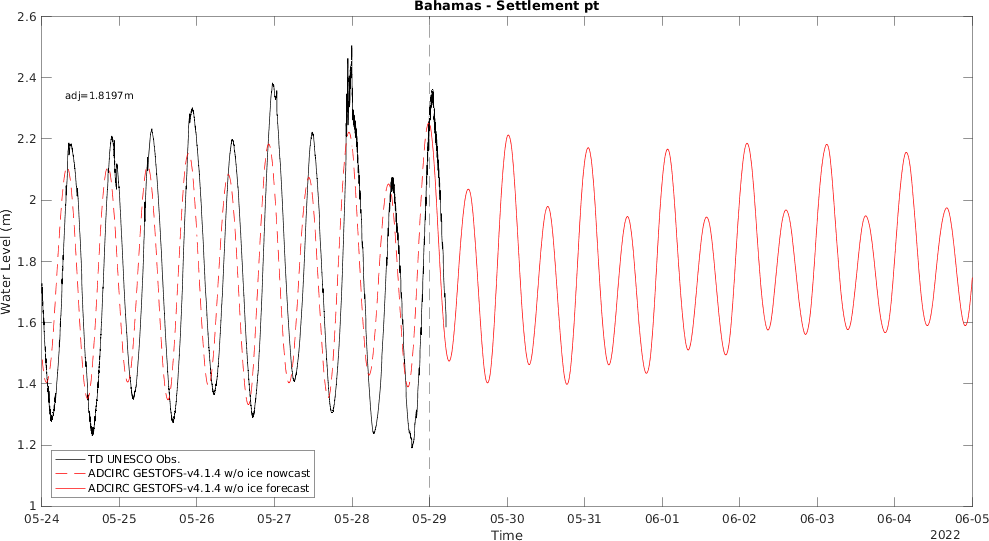 Bahamas - Settlement pt
2.6
2.4
2.2
2
1.8
1.6
1.4
1.2
1
Water Level (m)
adj=1.8197m
TD UNESCO Obs.
ADCIRC GESTOFS-v4.1.4 w/o ice nowcast
ADCIRC GESTOFS-v4.1.4 w/o ice forecast
05-24 05-25 05-26 05-27 05-28 05-29 05-30 05-31 06-01 06-02 06-03 06-04 06-05
Time
2022